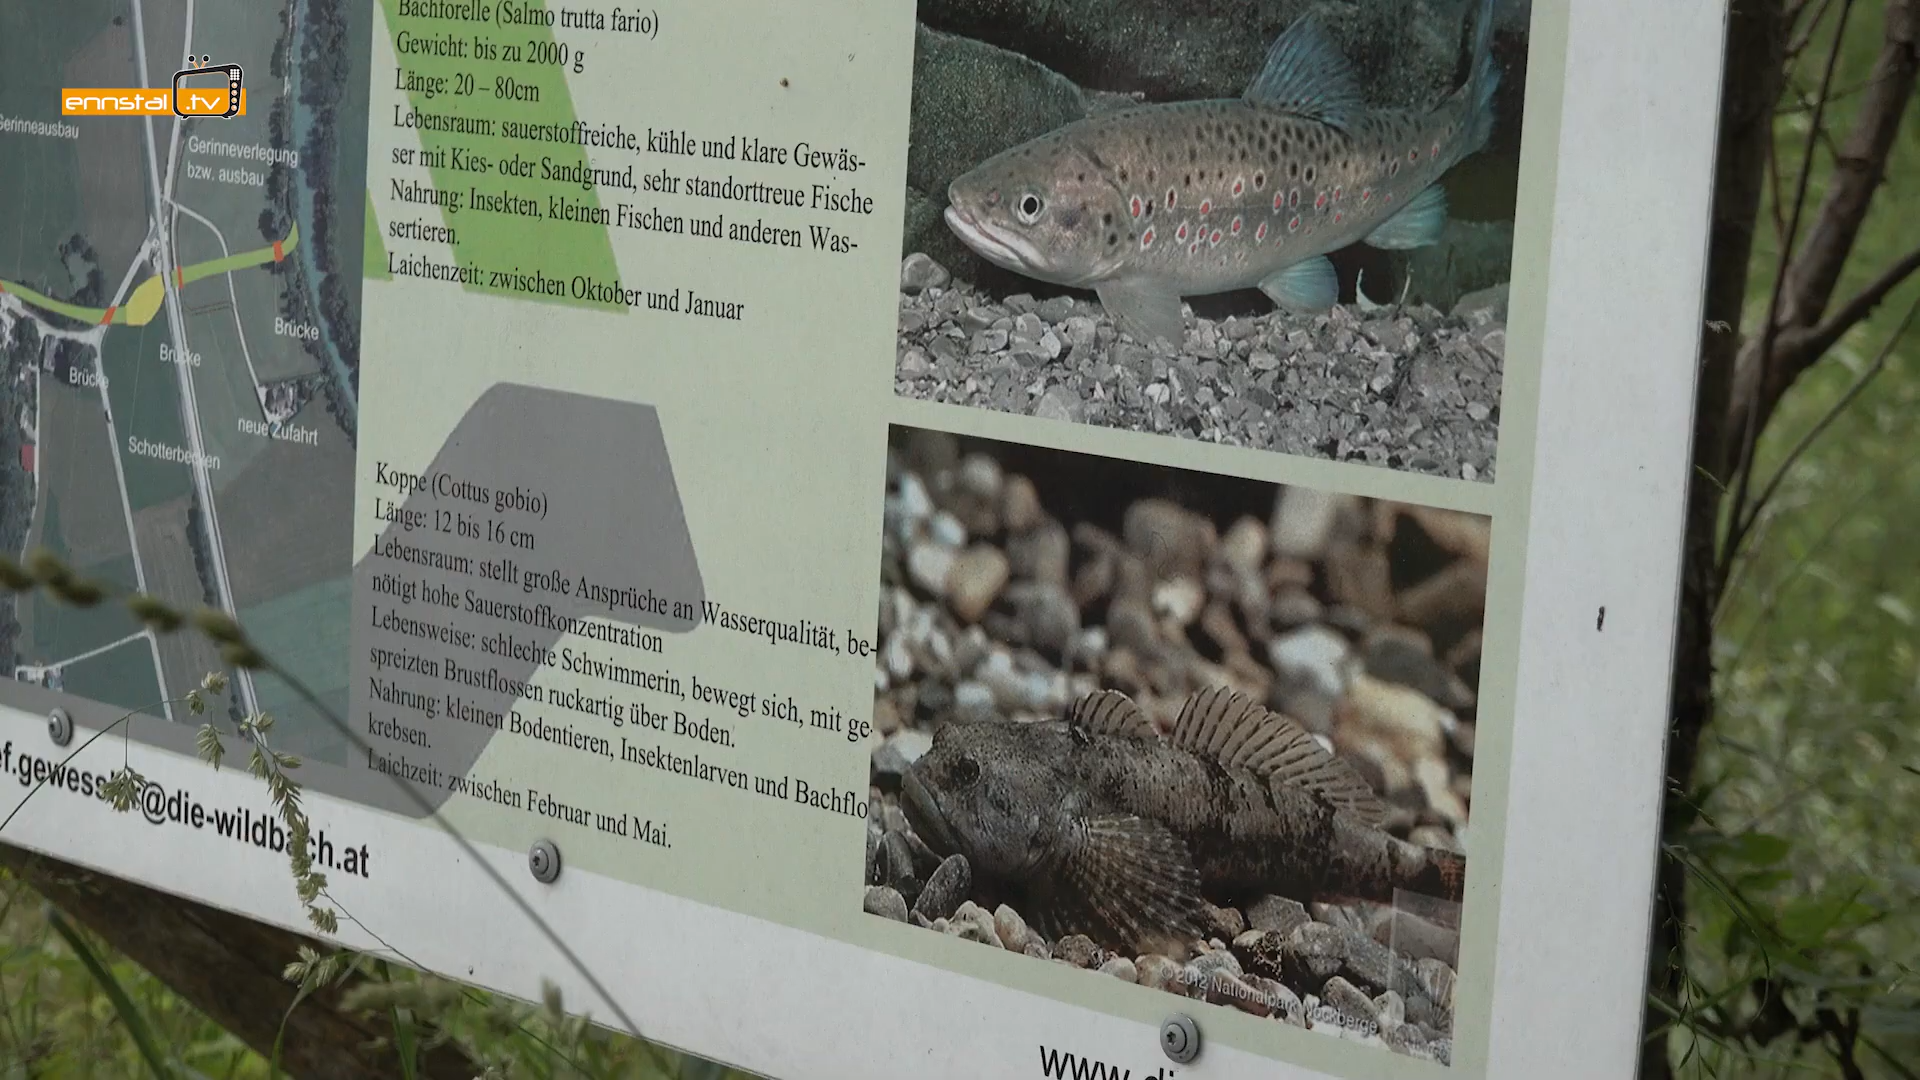 ennstal .tv
Gerinneausbau
Gerinneverlegung
bzw. ausbau
Brücke
Brücke
Brücke
neue Zufahrt
Schotterbecken
Bachforelle (Salmo trutta fario)
Gewicht: bis zu 2000 g
Länge: 20 – 80cm
Lebensraum: sauerstoffreiche, kühle und klare Gewäs-
ser mit Kies- oder Sandgrund, sehr standorttreue Fische
Nahrung: Insekten, kleinen Fischen und anderen Was-
sertieren.
Laichenzeit: zwischen Oktober und Januar
Koppe (Cottus gobio)
Länge: 12 bis 16 cm
Lebensraum: stellt große Ansprüche an Wasserqualität, be-
nötigt hohe Sauerstoffkonzentration
Lebensweise: schlechte Schwimmerin, bewegt sich, mit ge-
spreizten Brustflossen ruckartig über Boden.
Nahrung: kleinen Bodentieren, Insektenlarven und Bachflo
krebsen.
Laichzeit: zwischen Februar und Mai.
© 2012 Nationalpark Nockberge
@die-wildbach.at
www.di